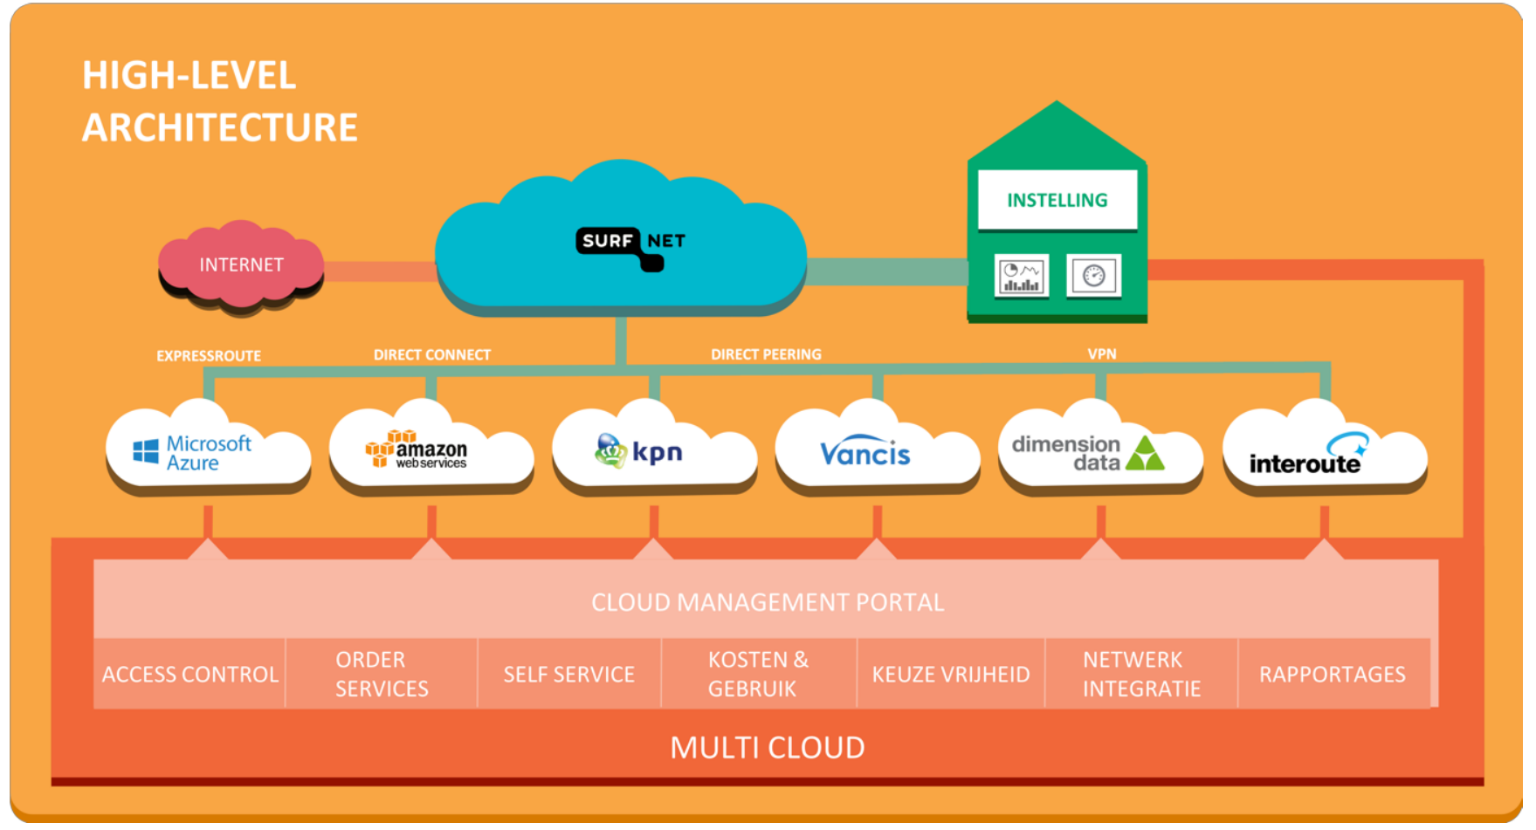 HIGH-LEVEL
ARCHITECTURE
INSTELLING
SURF NET
INTERNET
EXPRESSROUTE
DIRECT CONNECT
DIRECT PEERING
VPN
Microsoft
Azure
amazon
web services
kpn
Vancis
dimension
data
interoute
CLOUD MANAGEMENT PORTAL
ACCESS CONTROL
ORDER
SERVICES
SELF SERVICE
KOSTEN &
GEBRUIK
KEUZE VRIJHEID
NETWERK
INTEGRATIE
RAPPORTAGES
MULTI CLOUD